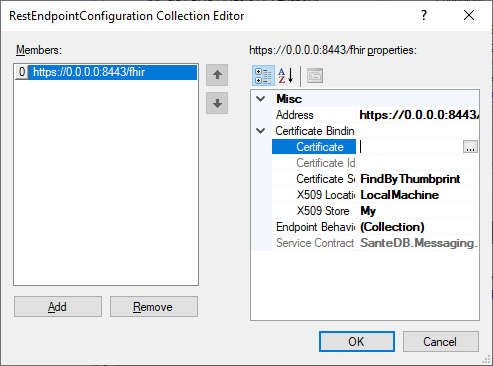 RestEndpointConfiguration Collection Editor
Members:
0 https://0.0.0.0:8443/fhir
Add
Remove
https://0.0.0.0:8443/fhir properties:
A Z
Misc
Address https://0.0.0.0:8443/
Certificate Bindin
Certificate ...
Certificate Id
Certificate Se FindByThumbprint
X509 Locatio LocalMachine
X509 Store My
Endpoint Behavio (Collection)
Service Contract SanteDB.Messaging.
OK
Cancel